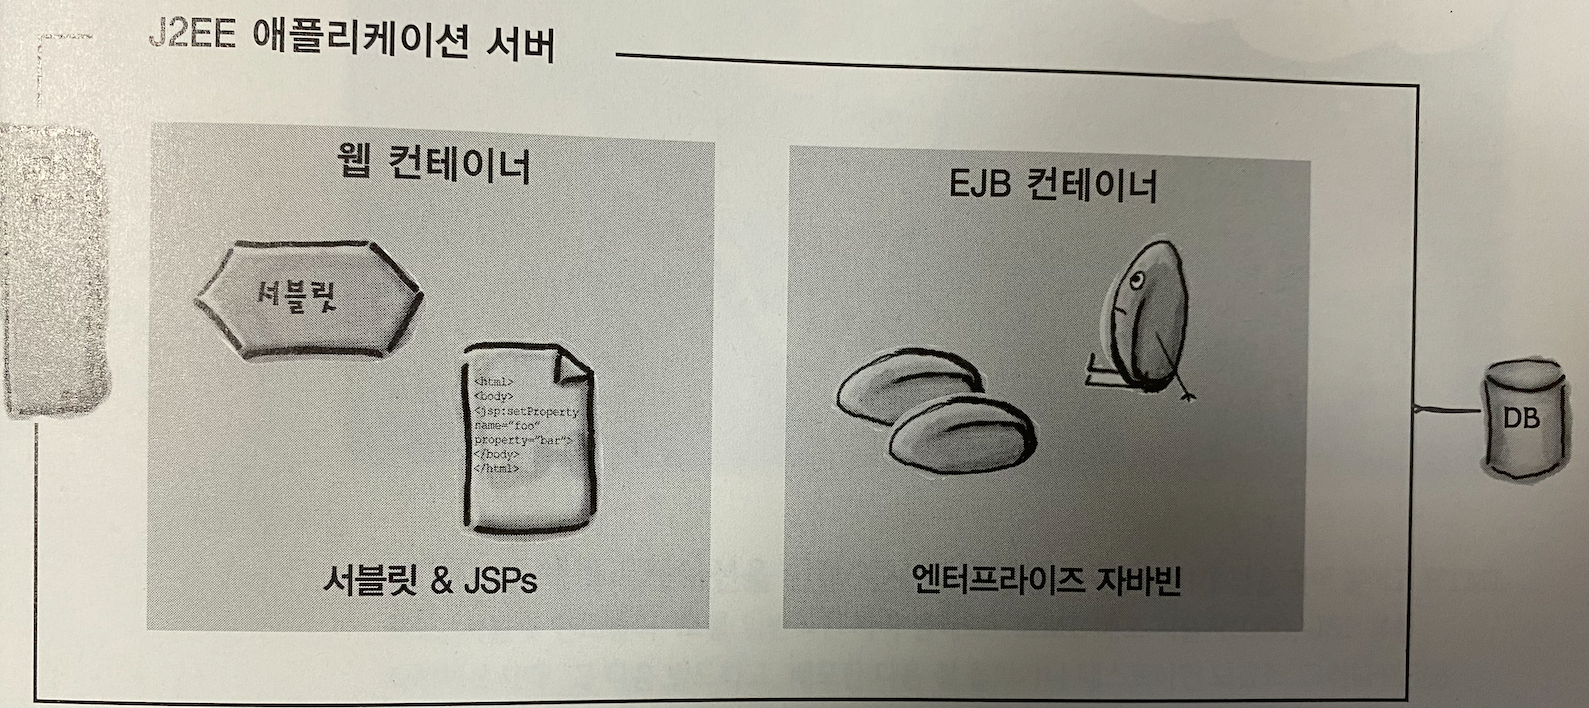 J2EE 애플리케이션 서버
웹 컨테이너
서블릿
<html>
<body>
<jsp:setProperty
name="foo"
property="bar">
</body>
</html>
서블릿 & JSPs
EJB 컨테이너
엔터프라이즈 자바빈
DB